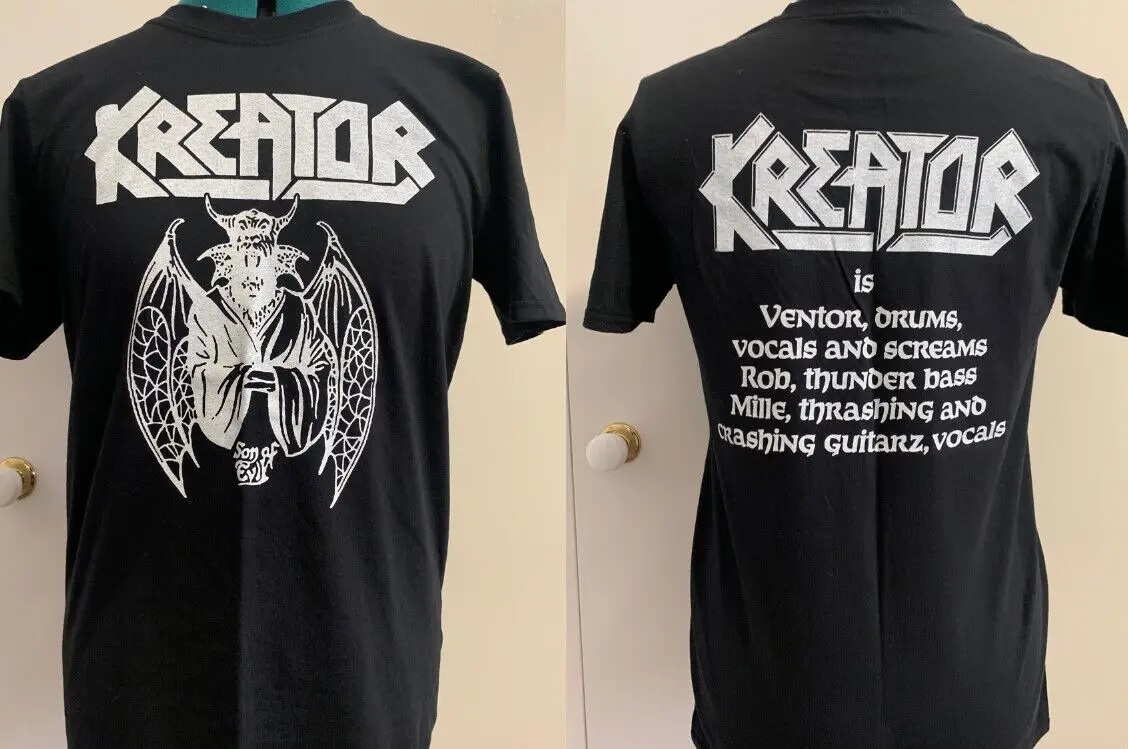 KREATOR
Son of
Evil
KREATOR
is
Ventor, drums,
vocals and screams
Rob, thunder bass
Mille, thrashing and
crashing guitarz, vocals